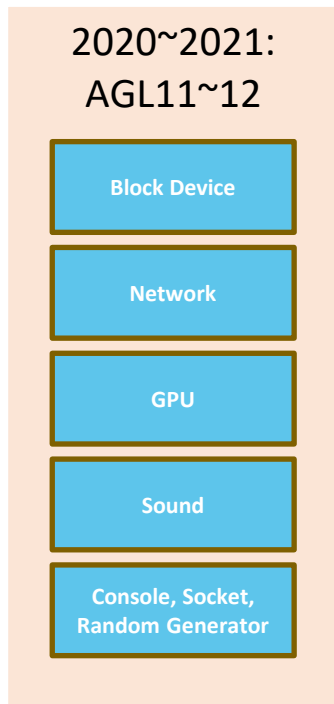 2020~2021:
AGL11~12
Block Device
Network
GPU
Sound
Console, Socket,
Random Generator